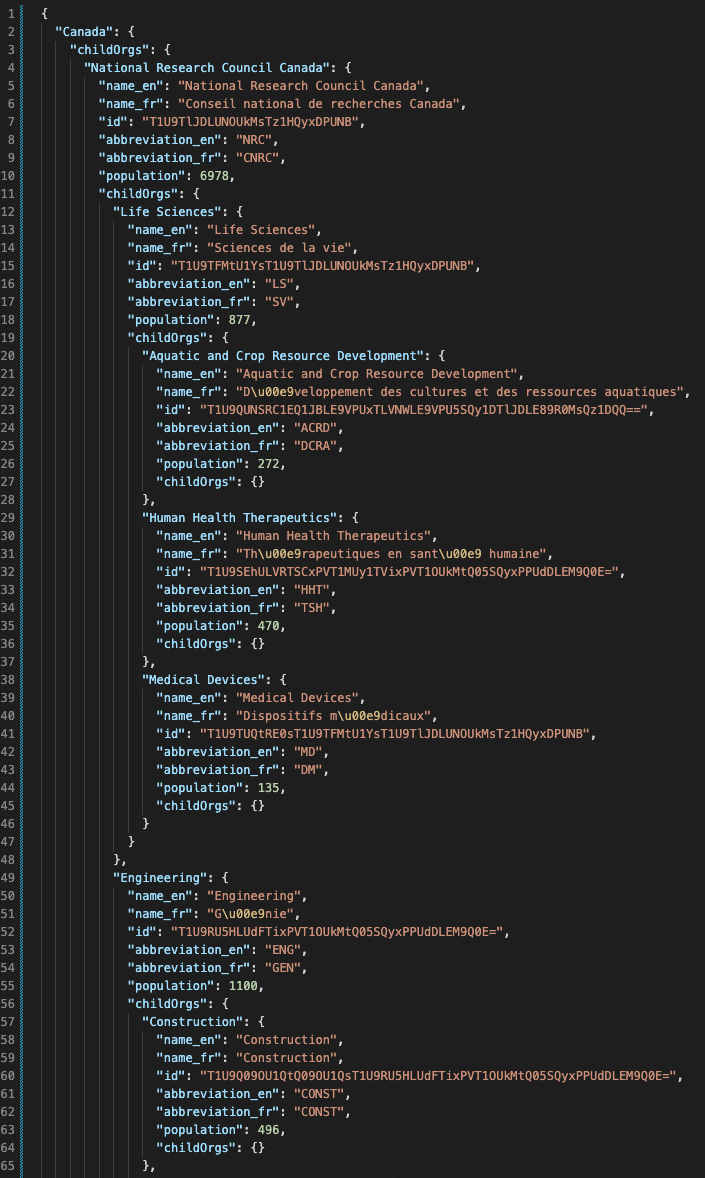 1 {
2 "Canada": {
3 "childOrgs": {
4 "National Research Council Canada": {
5 "name_en": "National Research Council Canada",
6 "name_fr": "Conseil national de recherches Canada",
7 "id": "T1U9TlJDLUNOUkMsTz1HQyxDPUNB",
8 "abbreviation_en": "NRC",
9 "abbreviation_fr": "CNRC",
10 "population": 6978,
11 "childOrgs": {
12 "Life Sciences": {
13 "name_en": "Life Sciences",
14 "name_fr": "Sciences de la vie",
15 "id": "T1U9TFMtU1YsT1U9TlJDLUNOUkMsTz1HQyxDPUNB",
16 "abbreviation_en": "LS",
17 "abbreviation_fr": "SV",
18 "population": 877,
19 "childOrgs": {
20 "Aquatic and Crop Resource Development": {
21 "name_en": "Aquatic and Crop Resource Development",
22 "name_fr": "D\u00e9veloppement des cultures et des ressources aquatiques",
23 "id": "T1U9QUNSRC1EQ1JBLE9VPUxTLVNWLE9VPU5SQy1DTlJDLE89R0MsQz1DQQ==",
24 "abbreviation_en": "ACRD",
25 "abbreviation_fr": "DCRA",
26 "population": 272,
27 "childOrgs": {}
28 },
29 "Human Health Therapeutics": {
30 "name_en": "Human Health Therapeutics",
31 "name_fr": "Th\u00e9rapeutiques en sant\u00e9 humaine",
32 "id": "T1U9SEhULVRTSCxPVT1MUy1TVixPVT1OUkMtQ05SQyxPPUdDLEM9Q0E=",
33 "abbreviation_en": "HHT",
34 "abbreviation_fr": "TSH",
35 "population": 470,
36 "childOrgs": {}
37 },
38 "Medical Devices": {
39 "name_en": "Medical Devices",
40 "name_fr": "Dispositifs m\u00e9dicaux",
41 "id": "T1U9TUQtRE0sT1U9TFMtU1YsT1U9TlJDLUNOUkMsTz1HQyxDPUNB",
42 "abbreviation_en": "MD",
43 "abbreviation_fr": "DM",
44 "population": 135,
45 "childOrgs": {}
46 }
47 }
48 },
49 "Engineering": {
50 "name_en": "Engineering",
51 "name_fr": "G\u00e9nie",
52 "id": "T1U9RU5HLUdFTixPVT1OUkMtQ05SQyxPPUdDLEM9Q0E=",
53 "abbreviation_en": "ENG",
54 "abbreviation_fr": "GEN",
55 "population": 1100,
56 "childOrgs": {
57 "Construction": {
58 "name_en": "Construction",
59 "name_fr": "Construction",
60 "id": "T1U9Q09OU1QtQ09OU1QsT1U9RU5HLUdFTixPVT1OUkMtQ05SQyxPPUdDLEM9Q0E=",
61 "abbreviation_en": "CONST",
62 "abbreviation_fr": "CONST",
63 "population": 496,
64 "childOrgs": {}
65 },